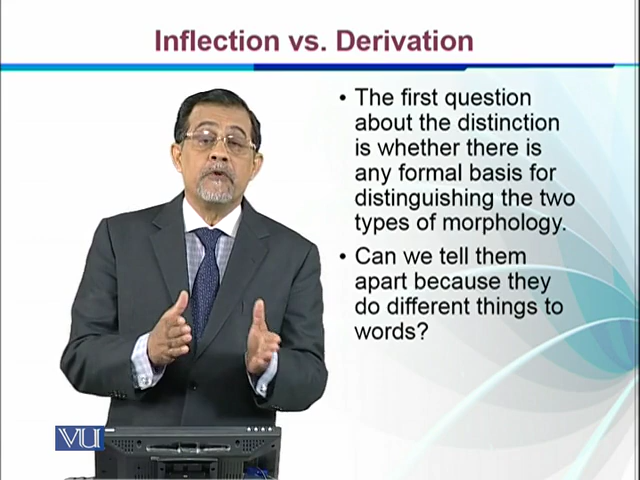 Inflection vs. Derivation
• The first question
about the distinction
is whether there is
any formal basis for
distinguishing the two
types of morphology.
• Can we tell them
apart because they
do different things to
words?
VU